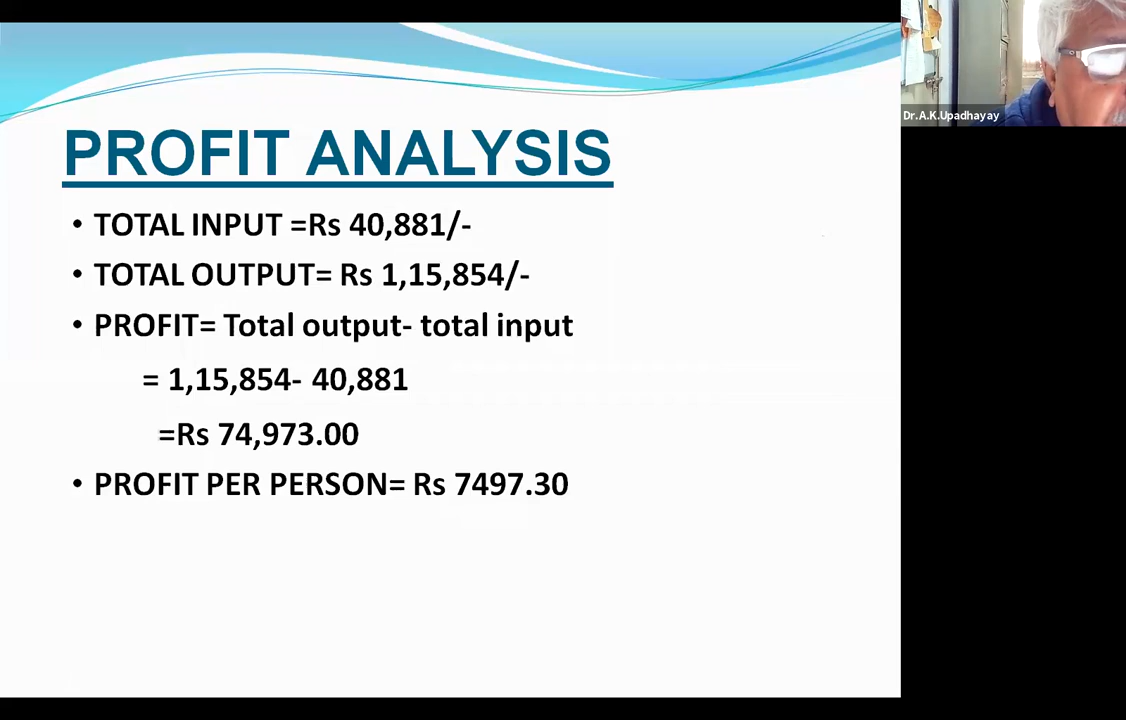 Dr.A.K.Upadhayay
PROFIT ANALYSIS
• TOTAL INPUT =Rs 40,881/-
• TOTAL OUTPUT= Rs 1,15,854/-
• PROFIT= Total output- total input
= 1,15,854- 40,881
=Rs 74,973.00
• PROFIT PER PERSON= Rs 7497.30